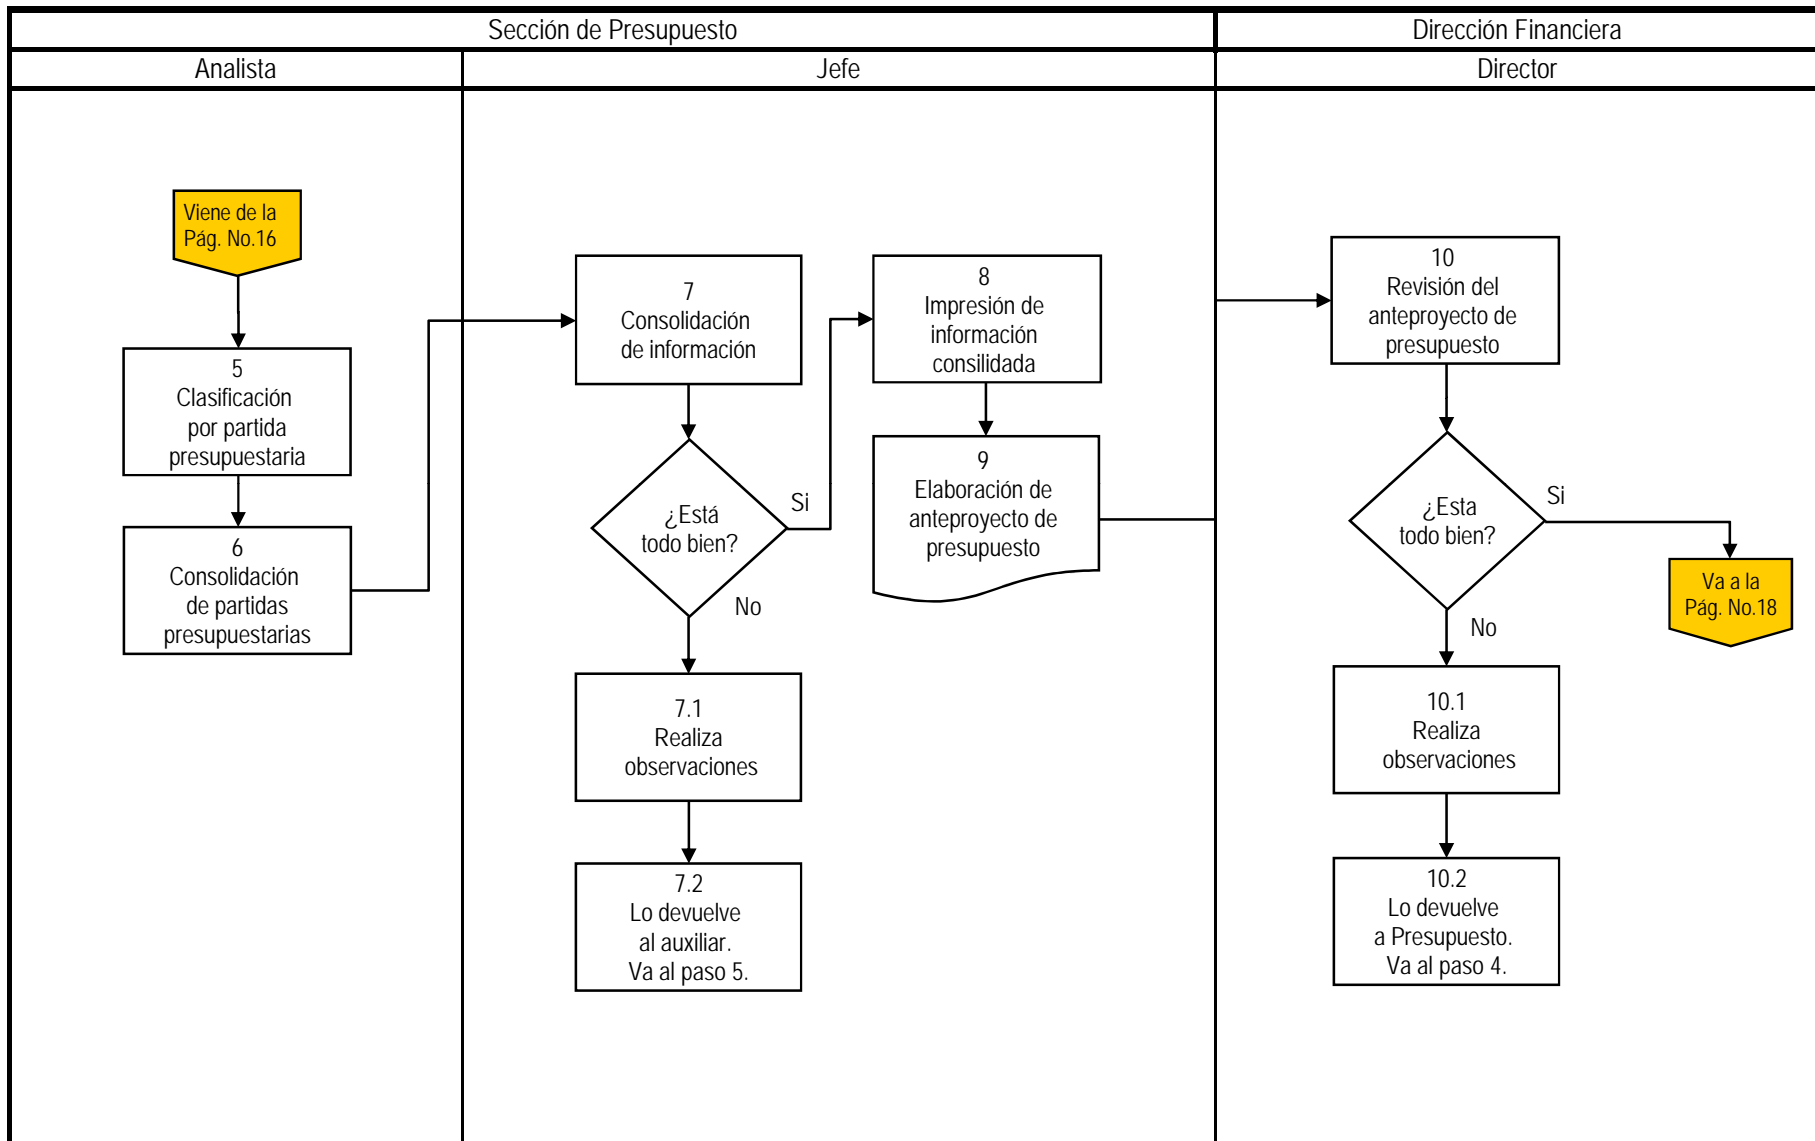 Sección de Presupuesto
Dirección Financiera
Analista
Jefe
Director
Viene de la
Pág. No.16
5
Clasificación
por partida
presupuestaria
6
Consolidación
de partidas
presupuestarias
7
Consolidación
de información
¿Está
todo bien?
Si
No
7.1
Realiza
observaciones
7.2
Lo devuelve
al auxiliar.
Va al paso 5.
8
Impresión de
información
consilidada
9
Elaboración de
anteproyecto de
presupuesto
10
Revisión del
anteproyecto de
presupuesto
¿Esta
todo bien?
Si
Va a la
Pág. No.18
No
10.1
Realiza
observaciones
10.2
Lo devuelve
a Presupuesto.
Va al paso 4.